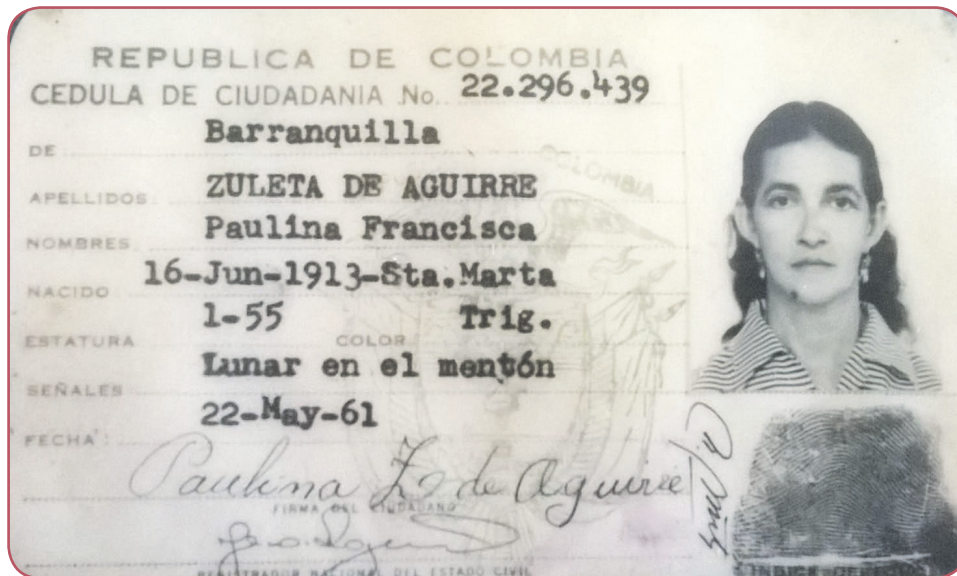 REPUBLICA DE COLOMBIA
CEDULA DE CIUDADANIA No. 22.296.439
DE Barranquilla
APELLIDOS ZULETA DE AGUIRRE
NOMBRES Paulina Francisca
NACIDO 16-Jun-1913-Sta.Marta
ESTATURA 1-55 COLOR Trig.
SEÑALES Lunar en el mentón
FECHA: 22-May-61
Paulina Z de Aguirre
FIRMA DEL CIUDADANO
REGISTRADOR NACIONAL DEL ESTADO CIVIL
INDICE DERECHO